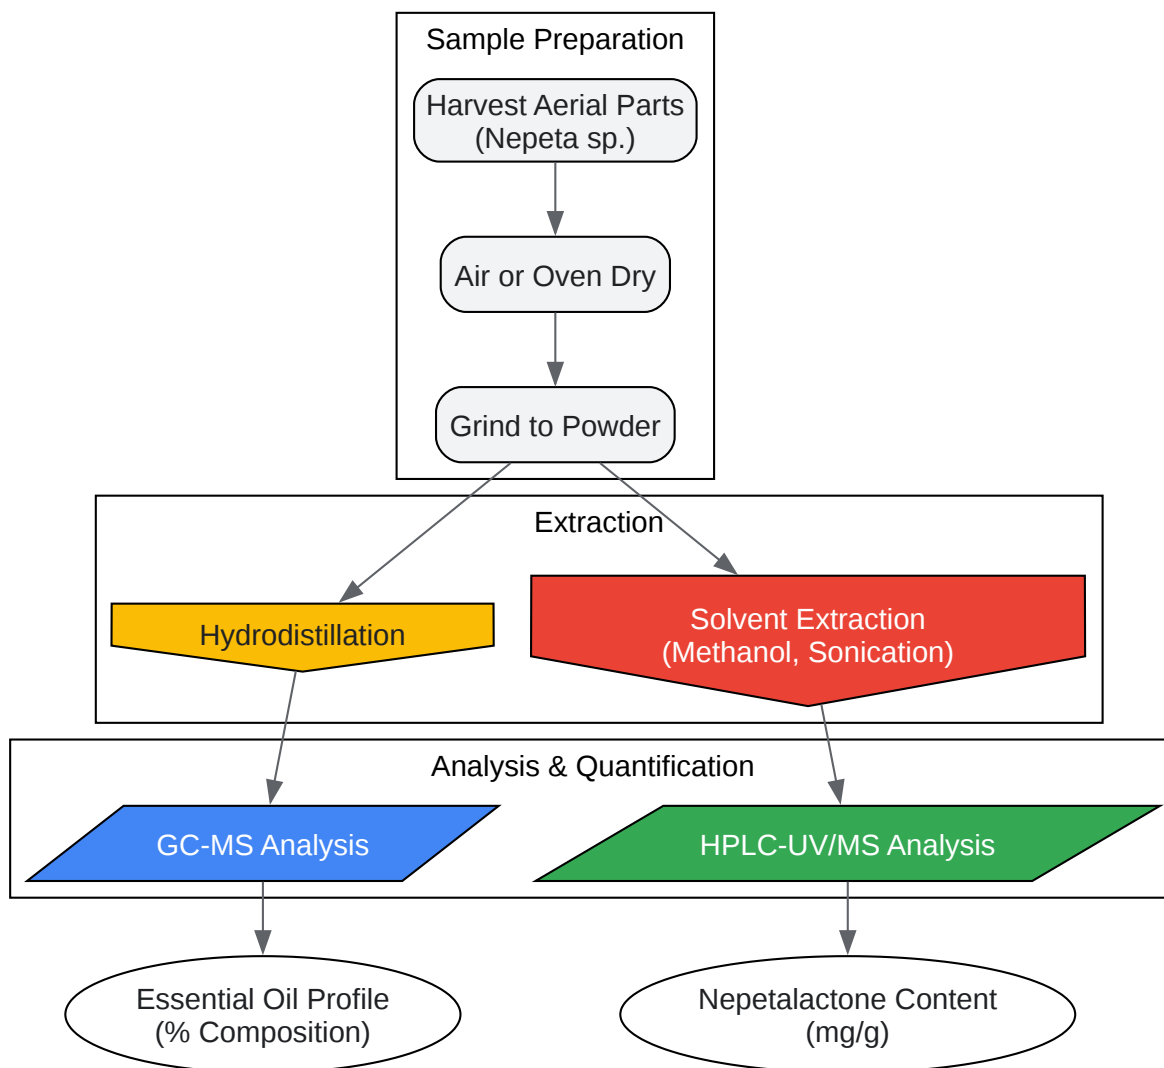 Sample Preparation
Harvest Aerial Parts
(Nepeta sp.)
Air or Oven Dry
Grind to Powder
Extraction
Hydrodistillation
Solvent Extraction
(Methanol, Sonication)
Analysis & Quantification
GC-MS Analysis
HPLC-UV/MS Analysis
Essential Oil Profile
(% Composition)
Nepetalactone Content
(mg/g)